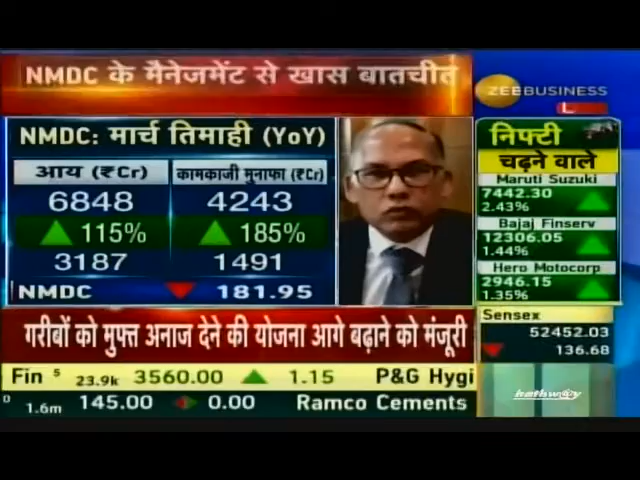 NMDC के मैनेजमेंट से खास बातचीत
ZEEBUSINESS
L
NMDC: मार्च तिमाही (YoY)
आय (₹Cr)
कामकाजी मुनाफा (₹Cr)
6848
4243
115%
185%
3187
1491
NMDC 181.95
निफ्टी
चढ़ने वाले
Maruti Suzuki
7442.30
2.43%
Bajaj Finserv
12306.05
1.44%
Hero Motocorp
2946.15
1.35%
Sensex
52452.03
136.68
गरीबों को मुफ्त अनाज देने की योजना आगे बढ़ाने को मंजूरी
Fin 5 23.9k 3560.00 1.15 P&G Hygi
0 1.6m 145.00 0.00 Ramco Cements
hathway